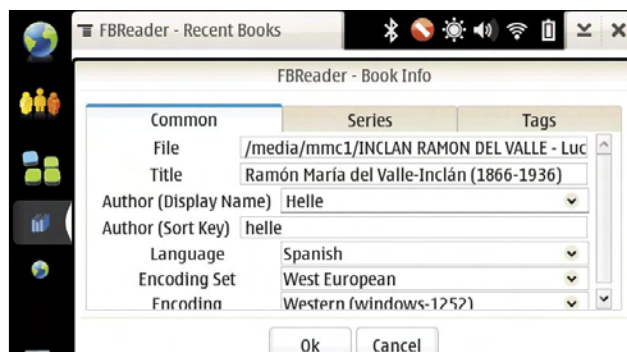 FBReader - Recent Books
FBReader - Book Info
Common Series Tags
File /media/mmc1/INCLAN RAMON DEL VALLE - Luc
Title Ramón María del Valle-Inclán (1866-1936)
Author (Display Name) Helle
Author (Sort Key) helle
Language Spanish
Encoding Set West European
Encoding Western (windows-1252)
Ok Cancel